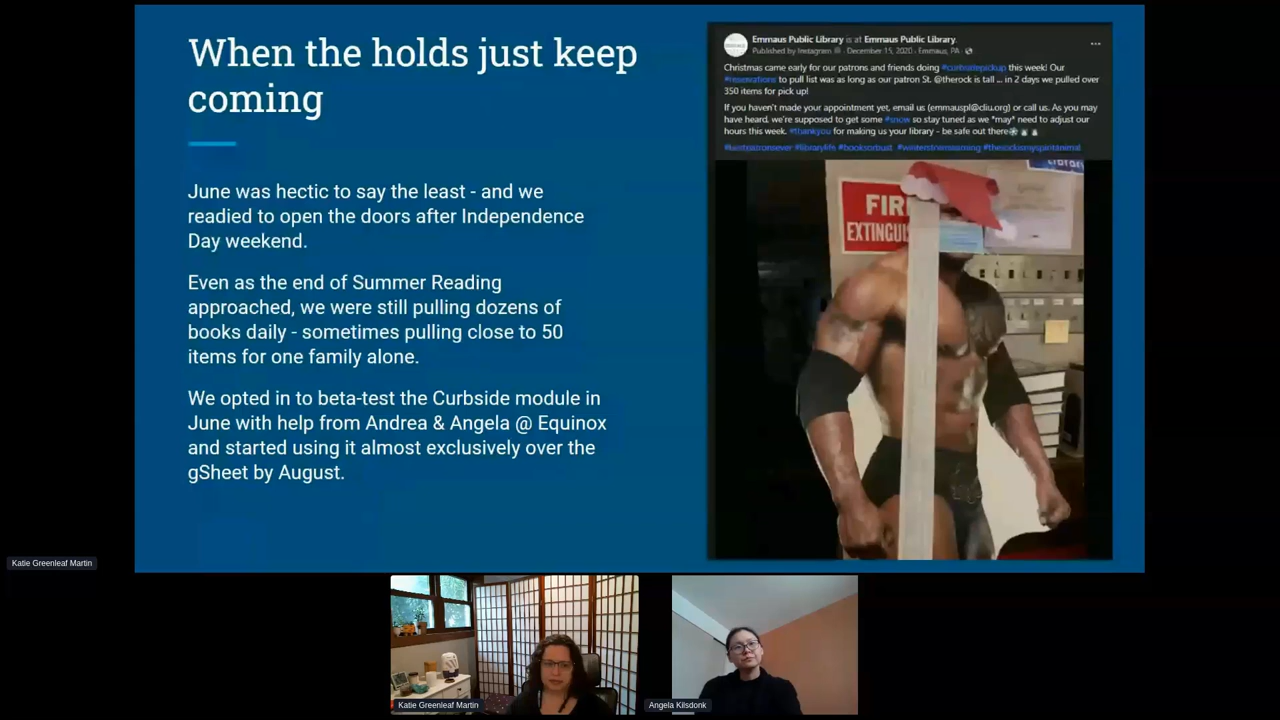 When the holds just keep
coming
June was hectic to say the least - and we
readied to open the doors after Independence
Day weekend.
Even as the end of Summer Reading
approached, we were still pulling dozens of
books daily - sometimes pulling close to 50
items for one family alone.
We opted in to beta-test the Curbside module in
June with help from Andrea & Angela @ Equinox
and started using it almost exclusively over the
gSheet by August.
Emmaus Public Library is at Emmaus Public Library.
Published by Instagram · December 15, 2020 · Emmaus, PA ·
Christmas came early for our patrons and friends doing #curbsidepickup this week! Our
#reservations to pull list was as long as our patron St. @therock is tall ... in 2 days we pulled over
350 items for pick up!
If you haven't made your appointment yet, email us (emmauspl@cliu.org) or call us. As you may
have heard, we're supposed to get some #snow so stay tuned as we *may* need to adjust our
hours this week. #thankyou for making us your library - be safe out there
#bestpatronsever #librarylife #booksorbust #winterstormwarning #therockismyspiritanimal
FIRE
EXTINGUIS
Katie Greenleaf Martin
Katie Greenleaf Martin
Angela Kilsdonk